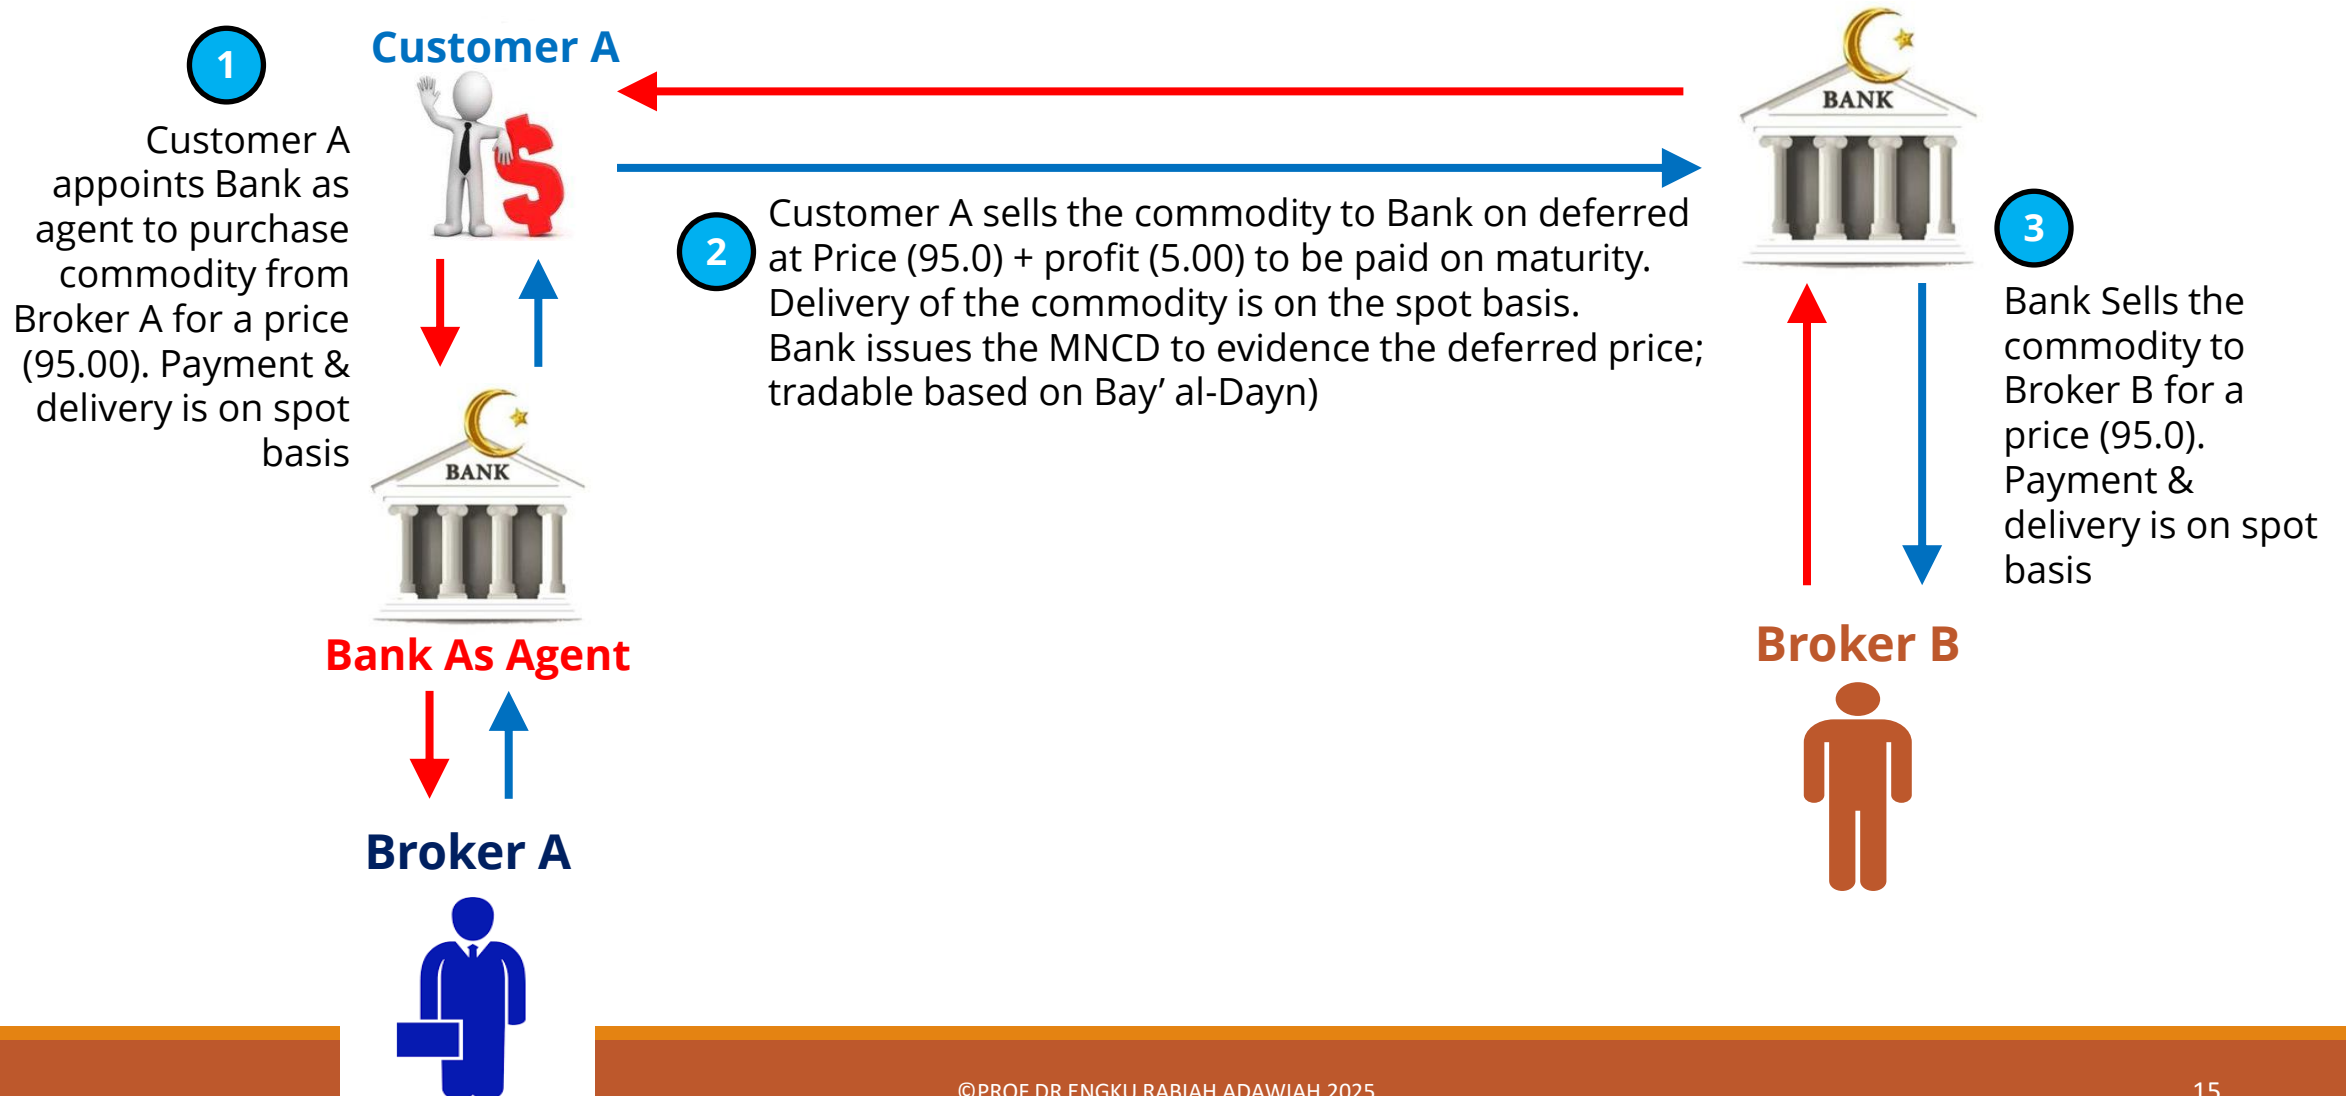 1
Customer A
BANK
Customer A
appoints Bank as
agent to purchase
commodity from
Broker A for a price
(95.00). Payment &
delivery is on spot
basis
2
Customer A sells the commodity to Bank on deferred
at Price (95.0) + profit (5.00) to be paid on maturity.
Delivery of the commodity is on the spot basis.
Bank issues the MNCD to evidence the deferred price;
tradable based on Bay’ al-Dayn)
3
Bank Sells the
commodity to
Broker B for a
price (95.0).
Payment &
delivery is on spot
basis
BANK
Bank As Agent
Broker B
Broker A
©PROF DR ENGKU RABIAH ADAWIAH 2025
15